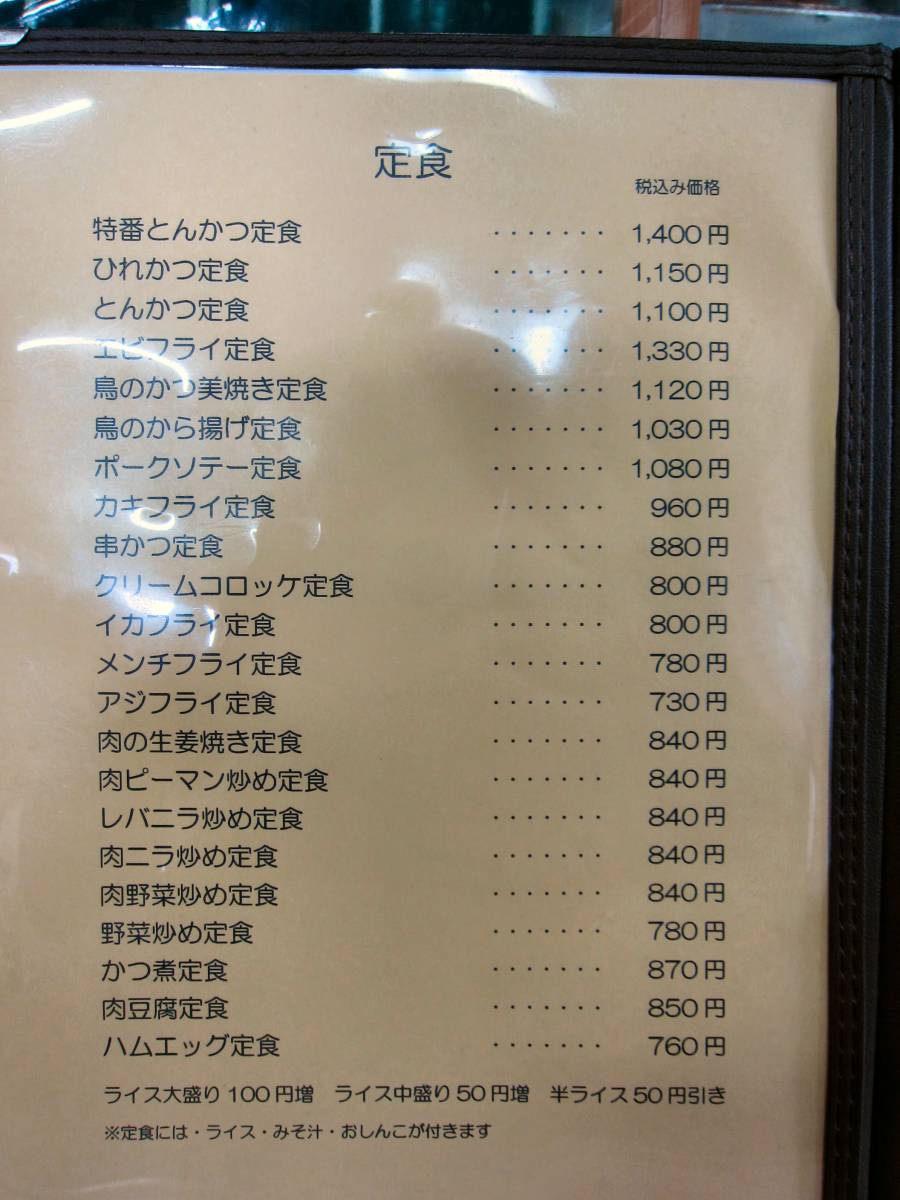 定食
税込み価格
特番とんかつ定食 ・・・・・・・ 1,400円
ひれかつ定食 ・・・・・・・ 1,150円
とんかつ定食 ・・・・・・・ 1,100円
エビフライ定食 ・・・・・・・ 1,330円
鳥のかつ美焼き定食 ・・・・・・・ 1,120円
鳥のから揚げ定食 ・・・・・・・ 1,030円
ポークソテー定食 ・・・・・・・ 1,080円
カキフライ定食 ・・・・・・・ 960円
串かつ定食 ・・・・・・・ 880円
クリームコロッケ定食 ・・・・・・・ 800円
イカフライ定食 ・・・・・・・ 800円
メンチフライ定食 ・・・・・・・ 780円
アジフライ定食 ・・・・・・・ 730円
肉の生姜焼き定食 ・・・・・・・ 840円
肉ピーマン炒め定食 ・・・・・・・ 840円
レバニラ炒め定食 ・・・・・・・ 840円
肉ニラ炒め定食 ・・・・・・・ 840円
肉野菜炒め定食 ・・・・・・・ 840円
野菜炒め定食 ・・・・・・・ 780円
かつ煮定食 ・・・・・・・ 870円
肉豆腐定食 ・・・・・・・ 850円
ハムエッグ定食 ・・・・・・・ 760円
ライス大盛り100円増 ライス中盛り50円増 半ライス50円引き
※定食には・ライス・みそ汁・おしんこが付きます